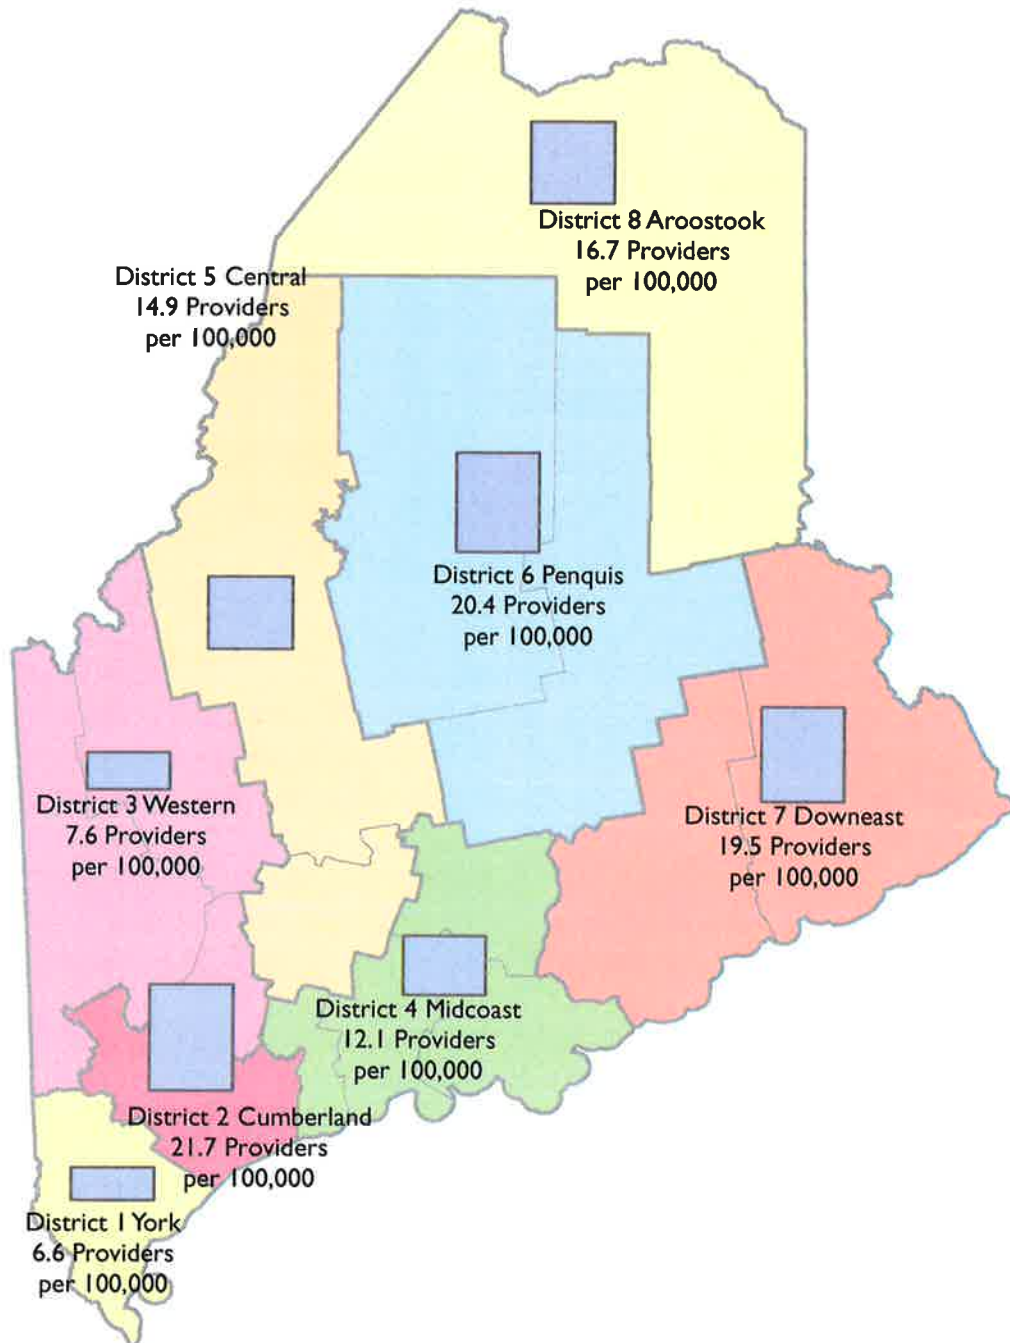 District 8 Aroostook
16.7 Providers
per 100,000
District 5 Central
14.9 Providers
per 100,000
District 6 Penquis
20.4 Providers
per 100,000
District 3 Western
7.6 Providers
per 100,000
District 7 Downeast
19.5 Providers
per 100,000
District 4 Midcoast
12.1 Providers
per 100,000
District 2 Cumberland
21.7 Providers
per 100,000
District 1 York
6.6 Providers
per 100,000